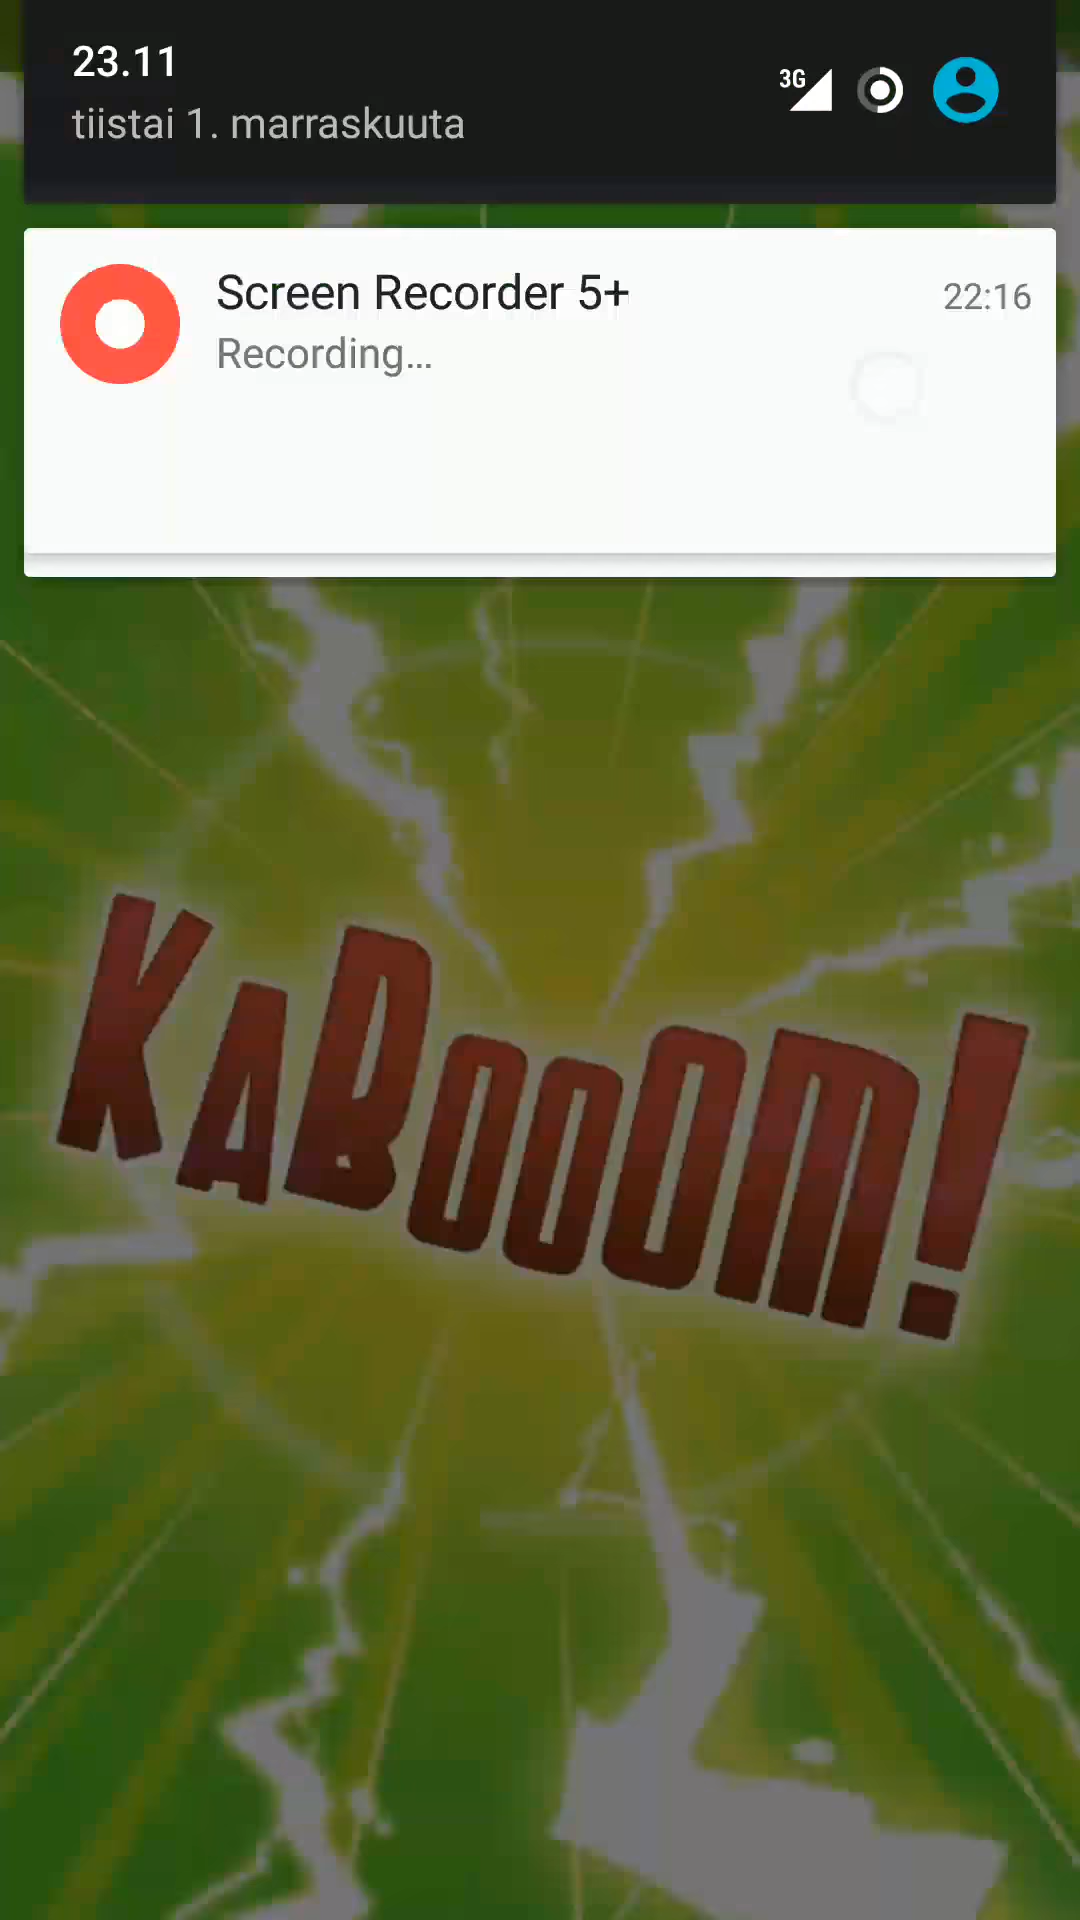 23.11
tiistai 1. marraskuuta
3G
Screen Recorder 5+
22:16
Recording...
KABOOOM!